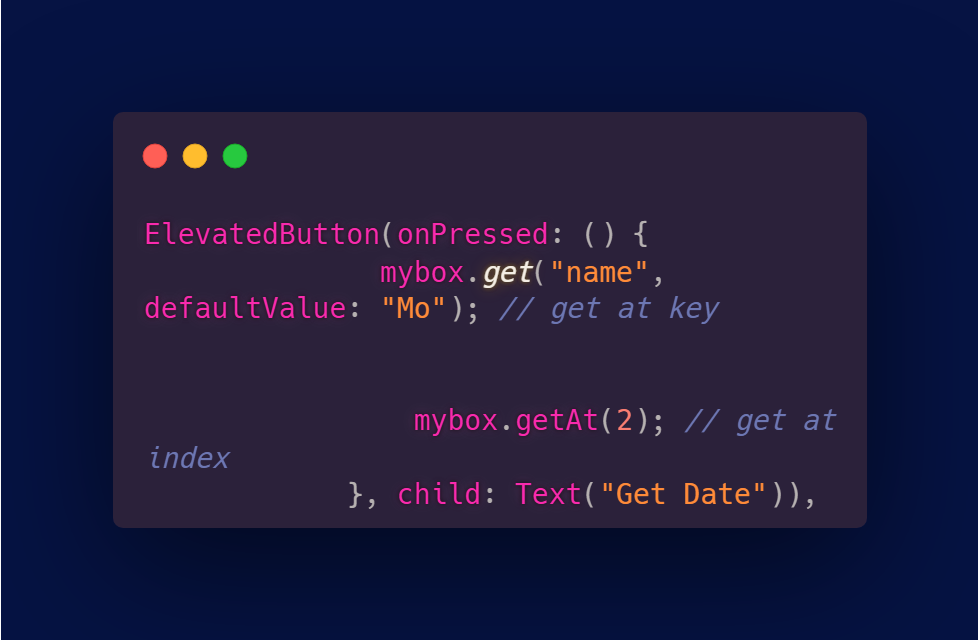 ElevatedButton(onPressed: () {
mybox.get("name",
defaultValue: "Mo"); // get at key
mybox.getAt(2); // get at
index
}, child: Text("Get Date")),